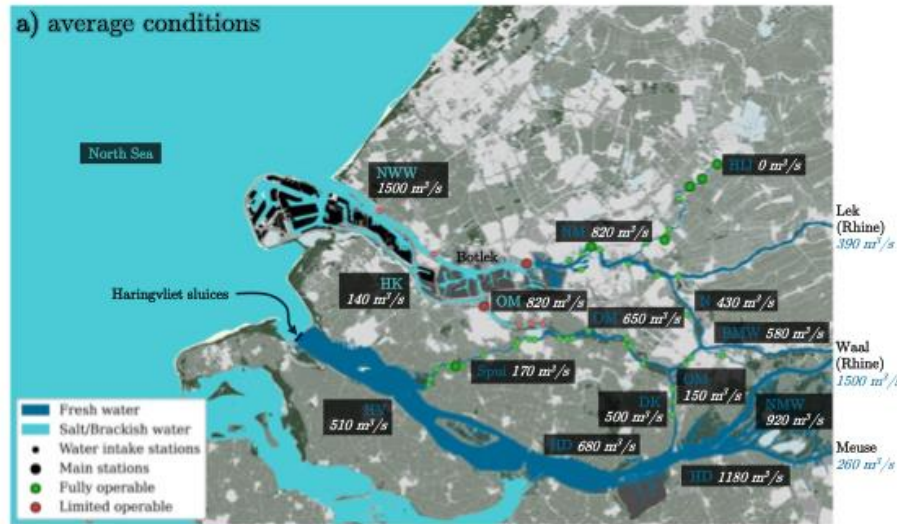 a) average conditions
North Sea
NWW
1500 m³/s
HIJ 0 m³/s
Lek
(Rhine)
390 m³/s
NM 820 m³/s
Botlek
HK
140 m³/s
OM 820 m³/s
N 430 m³/s
Haringvliet sluices
OM 650 m³/s
BMW 580 m³/s
Waal
(Rhine)
1500 m³/s
Spui 170 m³/s
OM
150 m³/s
DK
500 m³/s
NMW
920 m³/s
HV
510 m³/s
HD 680 m³/s
Meuse
260 m³/s
HD 1180 m³/s
Fresh water
Salt/Brackish water
Water intake stations
Main stations
Fully operable
Limited operable